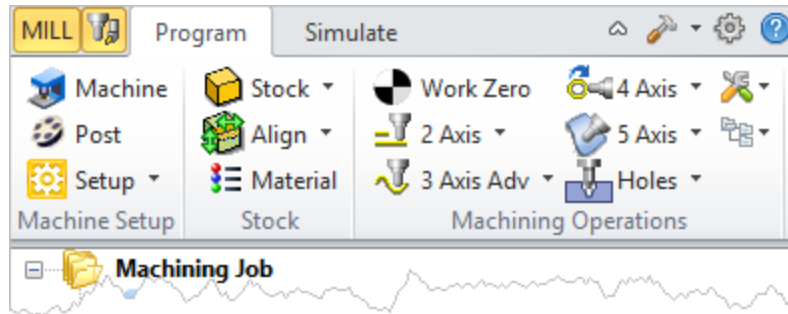 MILL Program Simulate
Machine Stock Work Zero 4 Axis
Post Align 2 Axis 5 Axis
Setup Material 3 Axis Adv Holes
Machine Setup Stock Machining Operations
Machining Job